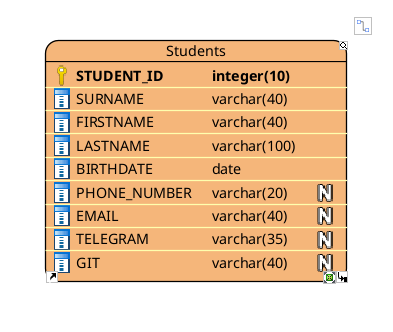 Students
STUDENT_ID integer(10)
SURNAME varchar(40)
FIRSTNAME varchar(40)
LASTNAME varchar(100)
BIRTHDATE date
PHONE_NUMBER varchar(20) N
EMAIL varchar(40) N
TELEGRAM varchar(35) N
GIT varchar(40) N